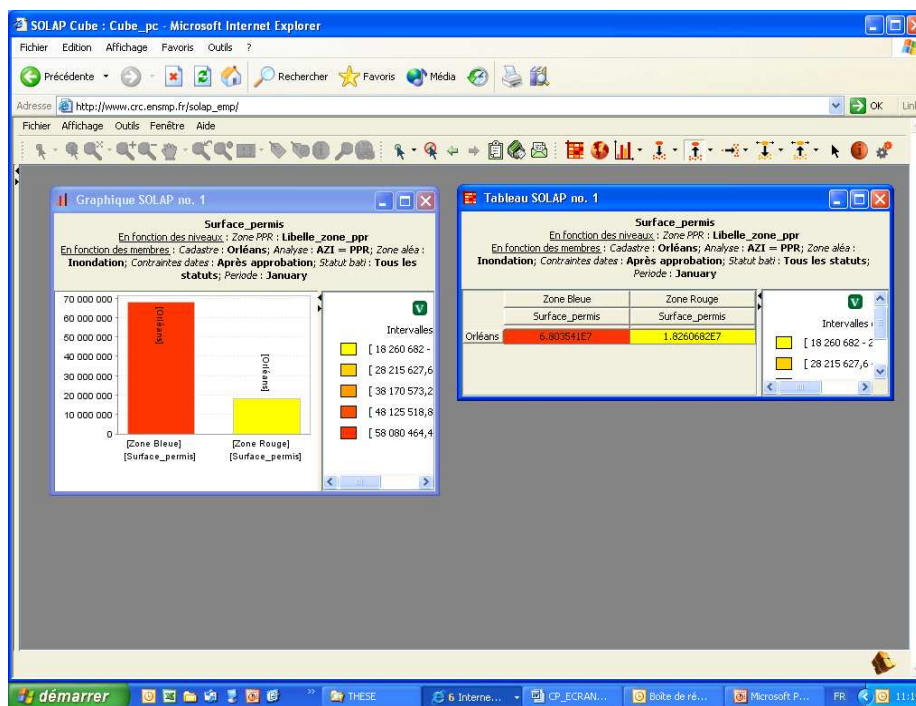 SOLAP Cube : Cube_pc - Microsoft Internet Explorer
Fichier Edition Affichage Favoris Outils ?
Précédente Rechercher Favoris Média
Adresse http://www.crc.ensmp.fr/solap_emp/ OK
Fichier Affichage Outils Fenêtre Aide
Graphique SOLAP no. 1
Surface_permis
En fonction des niveaux : Zone PPR : Libelle_zone_ppr
En fonction des membres : Cadastre : Orléans; Analyse : AZI = PPR; Zone aléa :
Inondation; Contraintes dates : Après approbation; Statut bati : Tous les
statuts; Periode : January
70 000 000
60 000 000
50 000 000
40 000 000
30 000 000
20 000 000
10 000 000
0
[Orléans]
[Orléans]
[Zone Bleue] [Zone Rouge]
[Surface_permis] [Surface_permis]
V
Intervalles
[ 18 260 682 -
[ 28 215 627,6
[ 38 170 573,2
[ 48 125 518,8
[ 58 080 464,4
Tableau SOLAP no. 1
Surface_permis
En fonction des niveaux : Zone PPR : Libelle_zone_ppr
En fonction des membres : Cadastre : Orléans; Analyse : AZI = PPR; Zone aléa :
Inondation; Contraintes dates : Après approbation; Statut bati : Tous les statuts;
Periode : January
Zone Bleue Zone Rouge
Surface_permis Surface_permis
Orléans 6.803541E7 1.8260682E7
V
Intervalles
[ 18 260 682 - 2
[ 28 215 627,6
démarrer THESE 6 Interne... CP_ECRAN... Boîte de ré... Microsoft P... FR